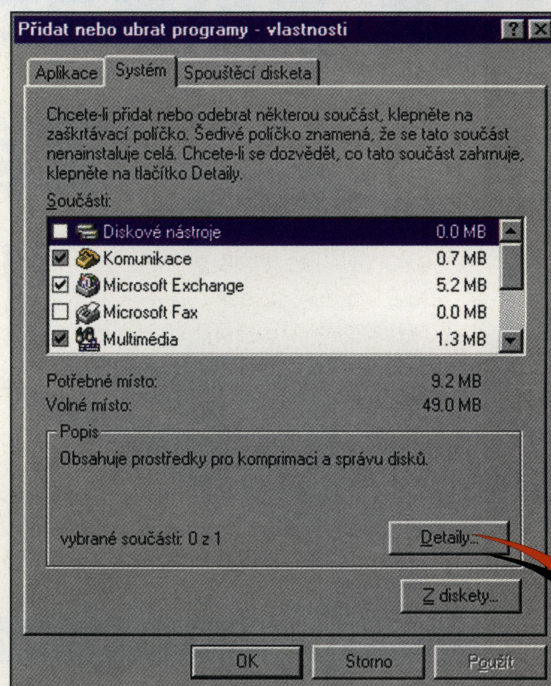 Přidat nebo ubrat programy - vlastnosti
Aplikace Systém Spouštěcí disketa
Chcete-li přidat nebo odebrat některou součást, klepněte na
zaškrtávací políčko. Šedivé políčko znamená, že se tato součást
nenainstaluje celá. Chcete-li se dozvědět, co tato součást zahrnuje,
klepněte na tlačítko Detaily.
Součásti:
Diskové nástroje 0.0 MB
Komunikace 0.7 MB
Microsoft Exchange 5.2 MB
Microsoft Fax 0.0 MB
Multimédia 1.3 MB
Potřebné místo: 9.2 MB
Volné místo: 49.0 MB
Popis
Obsahuje prostředky pro komprimaci a správu disků.
vybrané součásti: 0 z 1
Detaily...
Z diskety...
OK Storno Použít